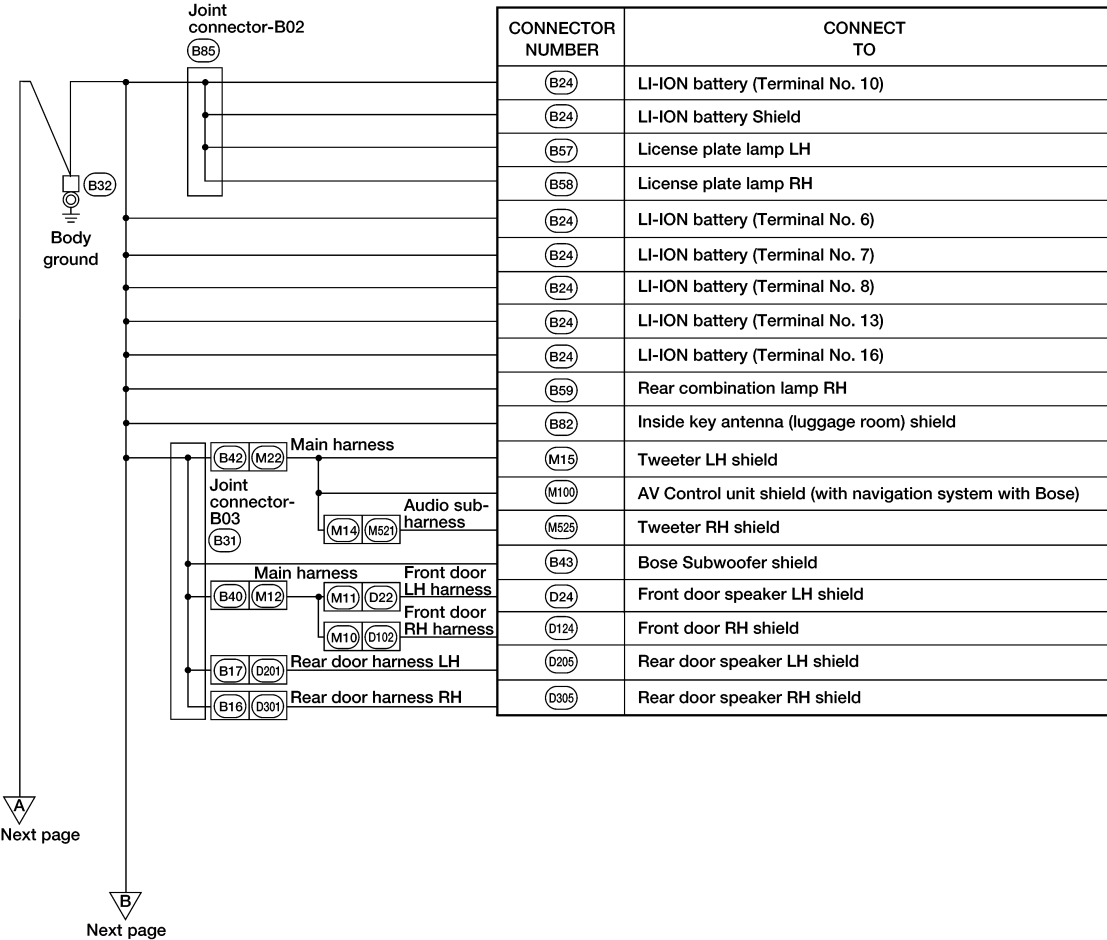 Joint
connector-B02
B85
B32
Body
ground
CONNECTOR
NUMBER
CONNECT
TO
B24
LI-ION battery (Terminal No. 10)
B24
LI-ION battery Shield
B57
License plate lamp LH
B58
License plate lamp RH
B24
LI-ION battery (Terminal No. 6)
B24
LI-ION battery (Terminal No. 7)
B24
LI-ION battery (Terminal No. 8)
B24
LI-ION battery (Terminal No. 13)
B24
LI-ION battery (Terminal No. 16)
B59
Rear combination lamp RH
B82
Inside key antenna (luggage room) shield
B42 M22
Main harness
M15
Tweeter LH shield
Joint
connector-
B03
B31
M100
AV Control unit shield (with navigation system with Bose)
M14 M521
Audio sub-
harness
M525
Tweeter RH shield
B43
Bose Subwoofer shield
B40 M12
Main harness
M11 D22
Front door
LH harness
D24
Front door speaker LH shield
M10 D102
Front door
RH harness
D124
Front door RH shield
B17 D201
Rear door harness LH
D205
Rear door speaker LH shield
B16 D301
Rear door harness RH
D305
Rear door speaker RH shield
A
Next page
B
Next page